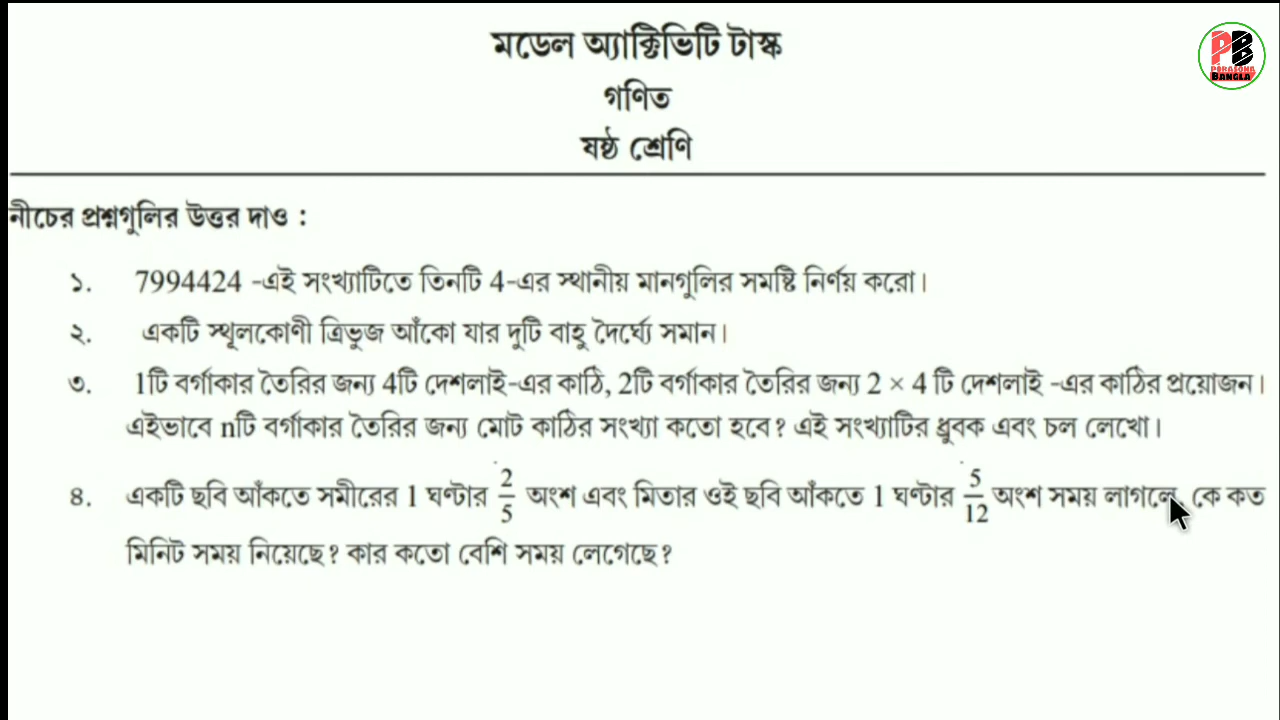 মডেল অ্যাক্টিভিটি টাস্ক
PB
PORASONA
BANGLA
গণিত
ষষ্ঠ শ্রেণি
নীচের প্রশ্নগুলির উত্তর দাও :
১. 7994424 -এই সংখ্যাটিতে তিনটি 4-এর স্থানীয় মানগুলির সমষ্টি নির্ণয় করো।
২. একটি স্থূলকোণী ত্রিভুজ আঁকো যার দুটি বাহু দৈর্ঘ্যে সমান।
৩. 1টি বর্গাকার তৈরির জন্য 4টি দেশলাই-এর কাঠি, 2টি বর্গাকার তৈরির জন্য 2 × 4 টি দেশলাই -এর কাঠির প্রয়োজন।
এইভাবে nটি বর্গাকার তৈরির জন্য মোট কাঠির সংখ্যা কতো হবে? এই সংখ্যাটির ধ্রুবক এবং চল লেখো।
৪. একটি ছবি আঁকতে সমীরের 1 ঘণ্টার 2/5 অংশ এবং মিতার ওই ছবি আঁকতে 1 ঘণ্টার 5/12 অংশ সময় লাগলে, কে কত
মিনিট সময় নিয়েছে? কার কতো বেশি সময় লেগেছে?